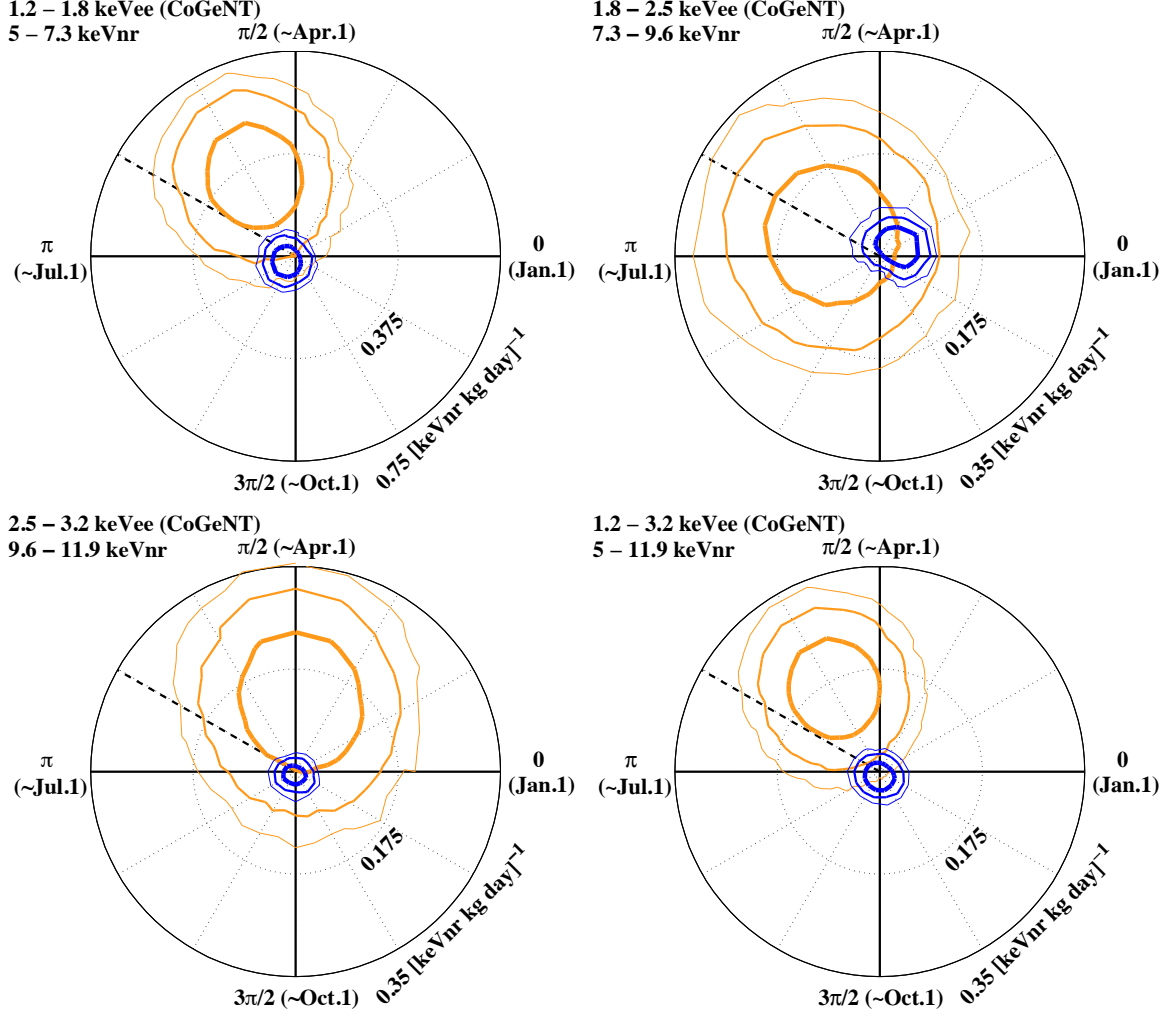 1.2 – 1.8 keVee (CoGeNT)
5 – 7.3 keVnr
π/2 (~Apr.1)
π
(~Jul.1)
0
(Jan.1)
0.375
0.75 [keVnr kg day]⁻¹
3π/2 (~Oct.1)
1.8 – 2.5 keVee (CoGeNT)
7.3 – 9.6 keVnr
π/2 (~Apr.1)
π
(~Jul.1)
0
(Jan.1)
0.175
0.35 [keVnr kg day]⁻¹
3π/2 (~Oct.1)
2.5 – 3.2 keVee (CoGeNT)
9.6 – 11.9 keVnr
π/2 (~Apr.1)
π
(~Jul.1)
0
(Jan.1)
0.175
0.35 [keVnr kg day]⁻¹
3π/2 (~Oct.1)
1.2 – 3.2 keVee (CoGeNT)
5 – 11.9 keVnr
π/2 (~Apr.1)
π
(~Jul.1)
0
(Jan.1)
0.175
0.35 [keVnr kg day]⁻¹
3π/2 (~Oct.1)